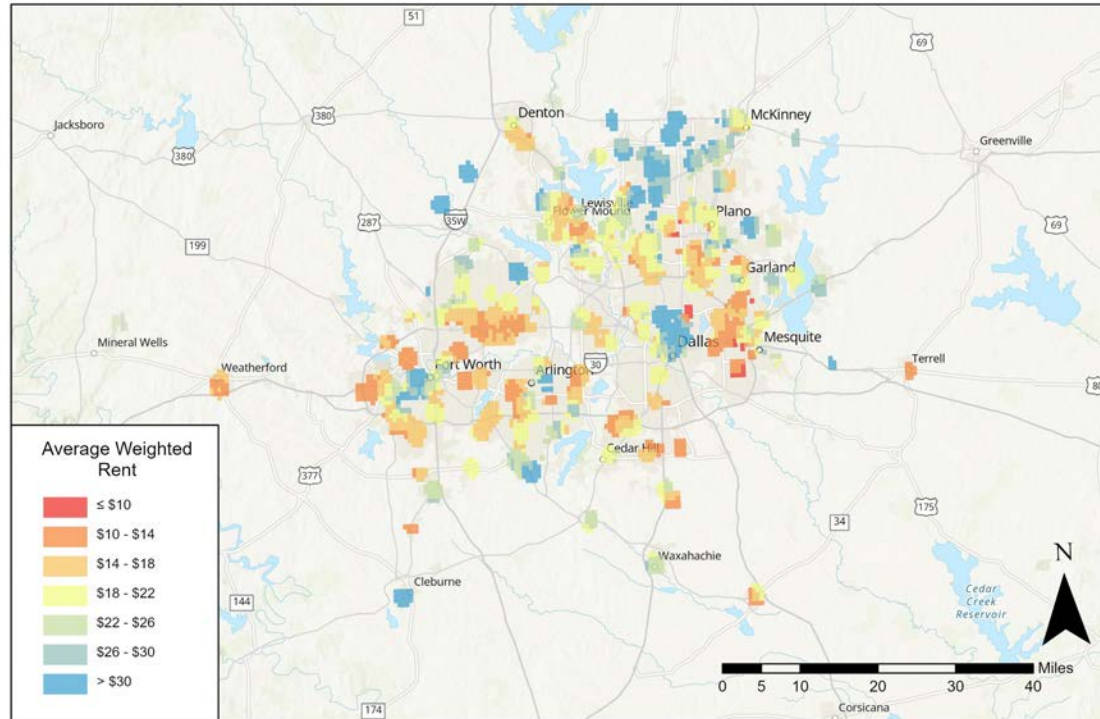 51
69
380
Denton
McKinney
Jacksboro
Greenville
380
Lewisville
Flower Mound
Plano
35W
287
69
199
Garland
Dallas
Mesquite
Mineral Wells
Fort Worth
Arlington
30
Terrell
Weatherford
80
Average Weighted
Rent
≤ $10
$10 - $14
$14 - $18
$18 - $22
$22 - $26
$26 - $30
> $30
Cedar Hill
377
175
34
Waxahachie
Cleburne
144
Cedar
Creek
Reservoir
N
Miles
0 5 10 20 30 40
174
Corsicana